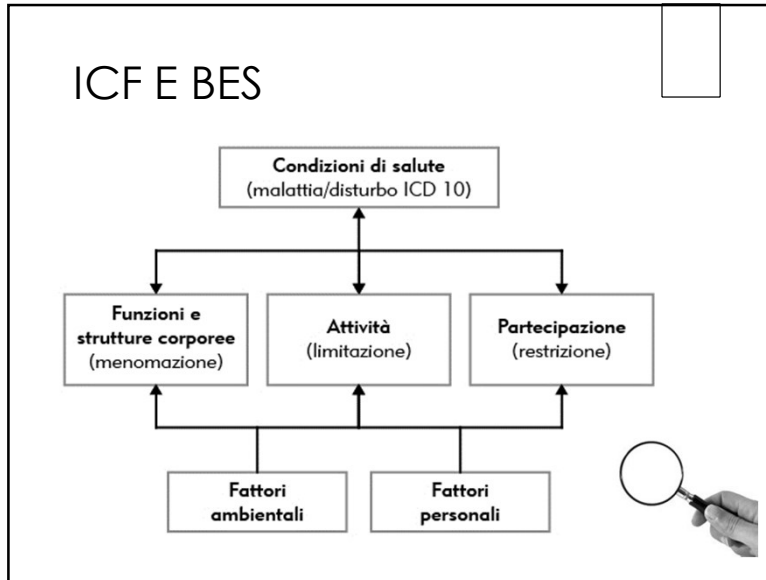 ICF E BES
Condizioni di salute
(malattia/disturbo ICD 10)
Funzioni e
strutture corporee
(menomazione)
Attività
(limitazione)
Partecipazione
(restrizione)
Fattori
ambientali
Fattori
personali